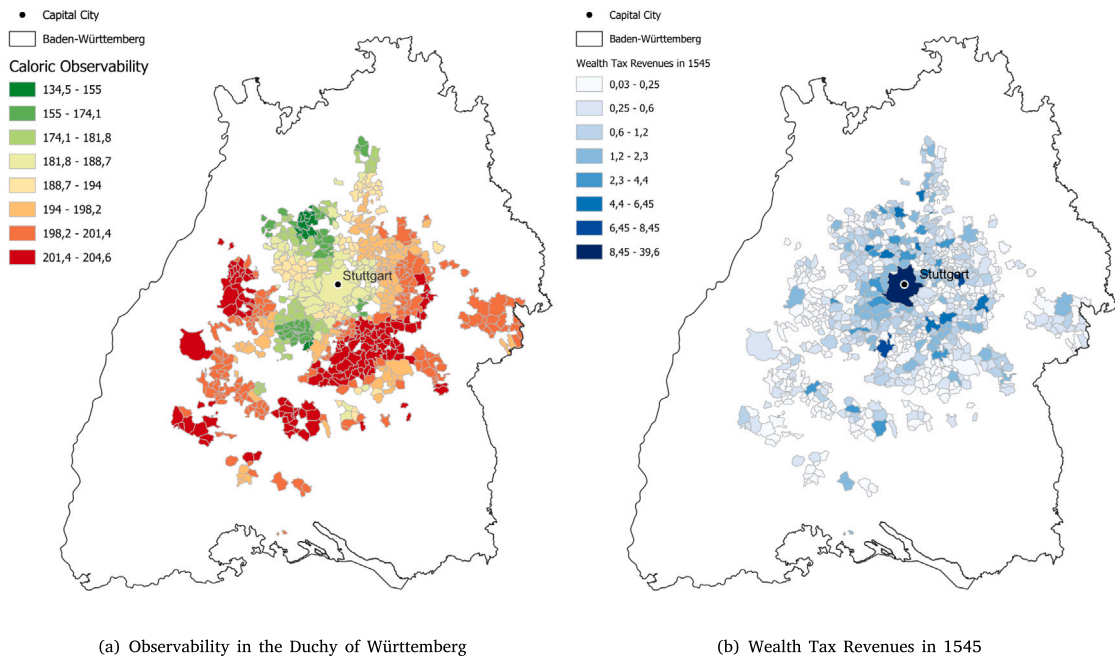 Capital City
Baden-Württemberg
Caloric Observability
134,5 - 155
155 - 174,1
174,1 - 181,8
181,8 - 188,7
188,7 - 194
194 - 198,2
198,2 - 201,4
201,4 - 204,6
Stuttgart
(a) Observability in the Duchy of Württemberg
Capital City
Baden-Württemberg
Wealth Tax Revenues in 1545
0,03 - 0,25
0,25 - 0,6
0,6 - 1,2
1,2 - 2,3
2,3 - 4,4
4,4 - 6,45
6,45 - 8,45
8,45 - 39,6
Stuttgart
(b) Wealth Tax Revenues in 1545